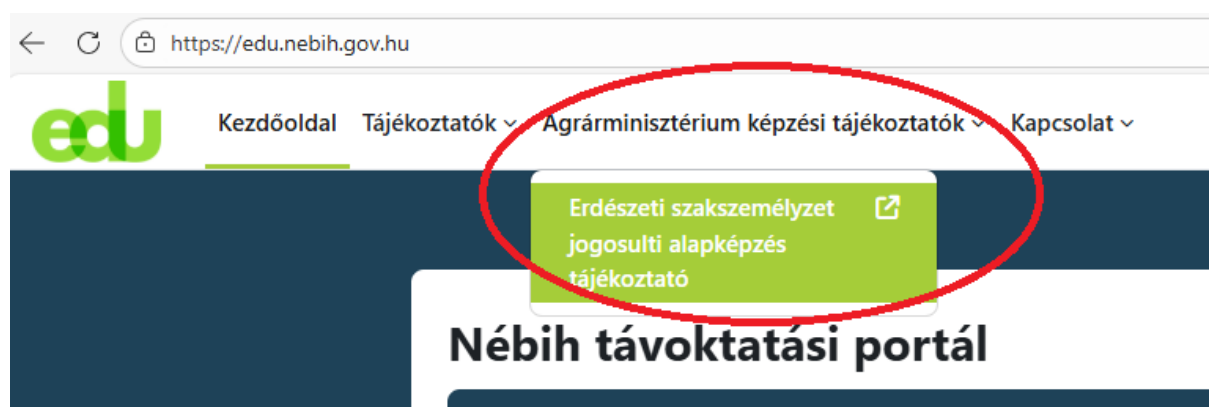 https://edu.nebih.gov.hu
edu Kezdőoldal Tájékoztatók Agrárminisztérium képzési tájékoztatók Kapcsolat
Erdészeti szakszemélyzet
jogosulti alapképzés
tájékoztató
Nébih távoktatási portál